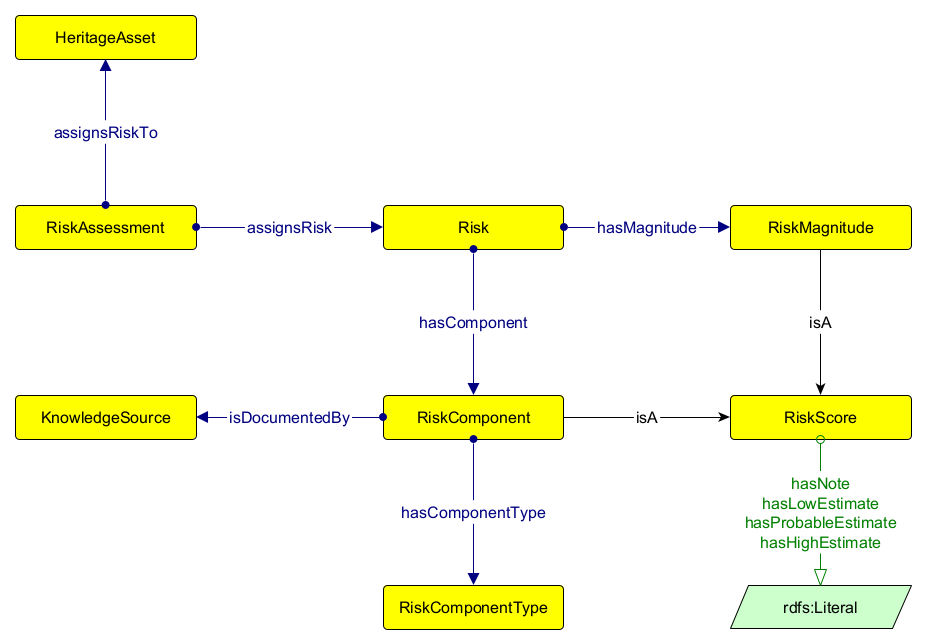 HeritageAsset
assignsRiskTo
RiskAssessment
assignsRisk
Risk
hasMagnitude
RiskMagnitude
hasComponent
isA
KnowledgeSource
isDocumentedBy
RiskComponent
isA
RiskScore
hasComponentType
hasNote
hasLowEstimate
hasProbableEstimate
hasHighEstimate
RiskComponentType
rdfs:Literal